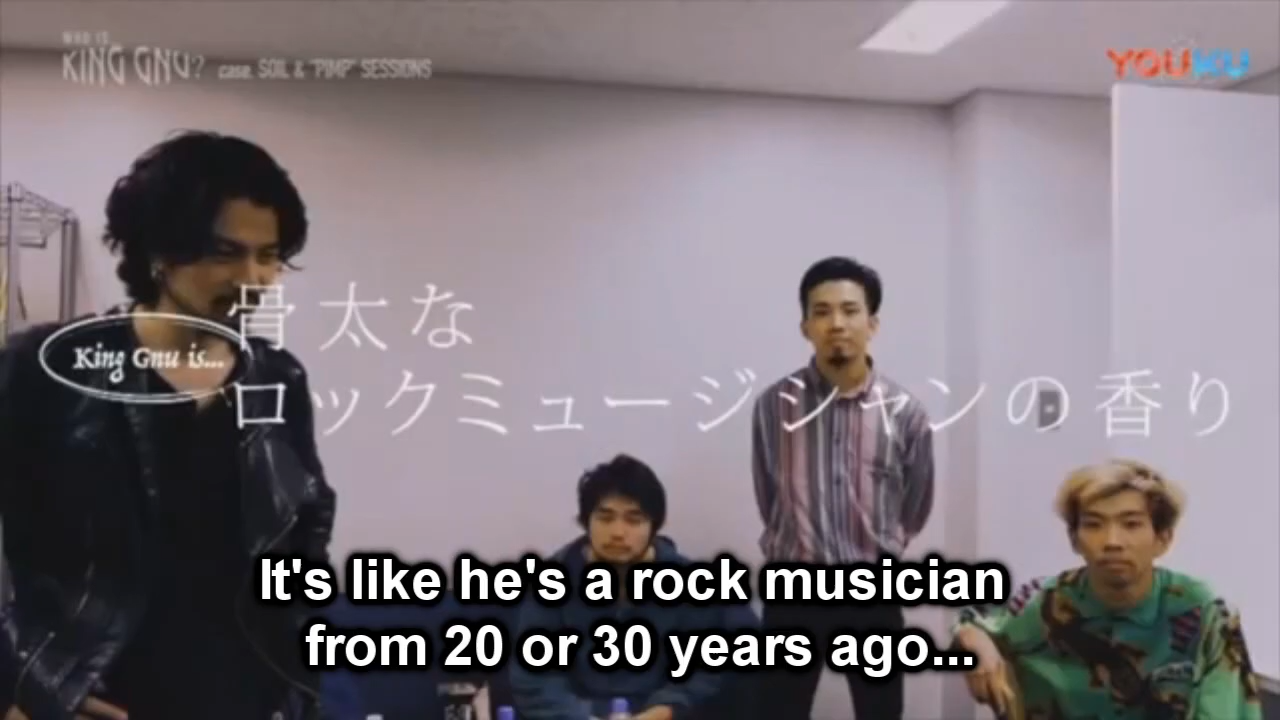 WHO IS
KING GNU? case. SOIL & "PIMP" SESSIONS
YOUKU
骨太な
King Gnu is...
ロックミュージシャンの香り
It's like he's a rock musician
from 20 or 30 years ago...